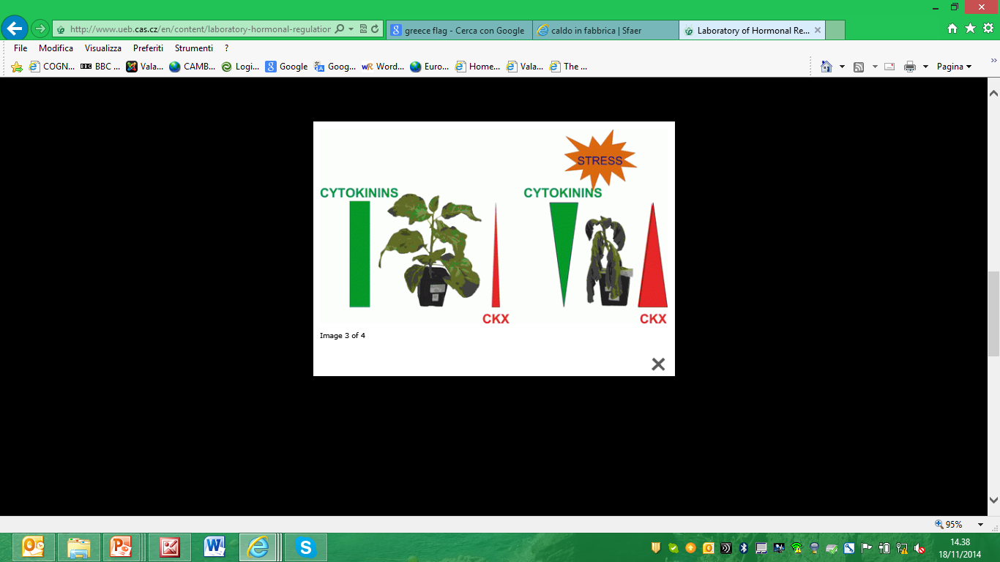 http://www.ueb.cas.cz/en/content/laboratory-hormonal-regulation
greece flag - Cerca con Google
caldo in fabbrica | Sfaer
Laboratory of Hormonal Re...
File Modifica Visualizza Preferiti Strumenti ?
COGN... BBC ... Vala... CAMB... Logi... Google Goog... Word... Euro... Home... Vala... The ... Pagina
STRESS
CYTOKININS CYTOKININS
CKX CKX
Image 3 of 4
95%
14.38
18/11/2014